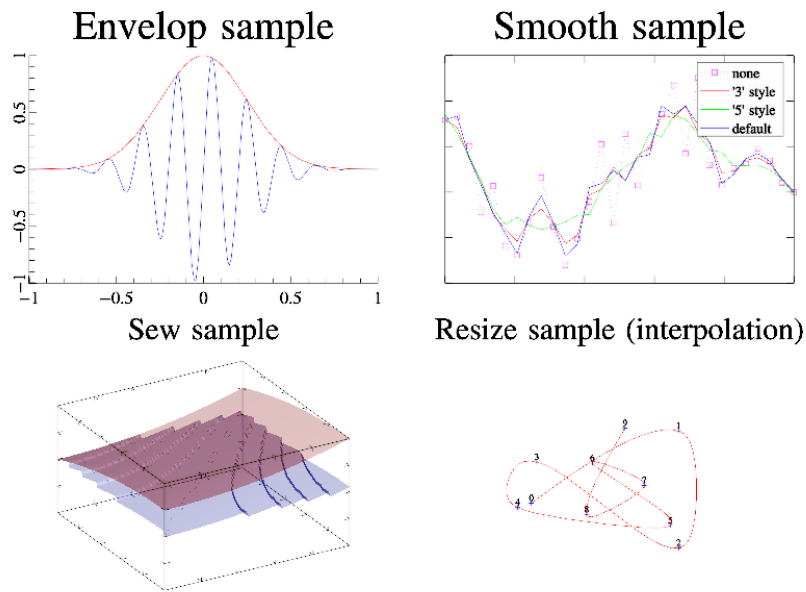 Envelop sample
Smooth sample
1
0.5
0
−0.5
−1
−1
−0.5
0
0.5
1
none
'3' style
'5' style
default
Sew sample
Resize sample (interpolation)
9
1
3
6
7
4
0
8
5
2